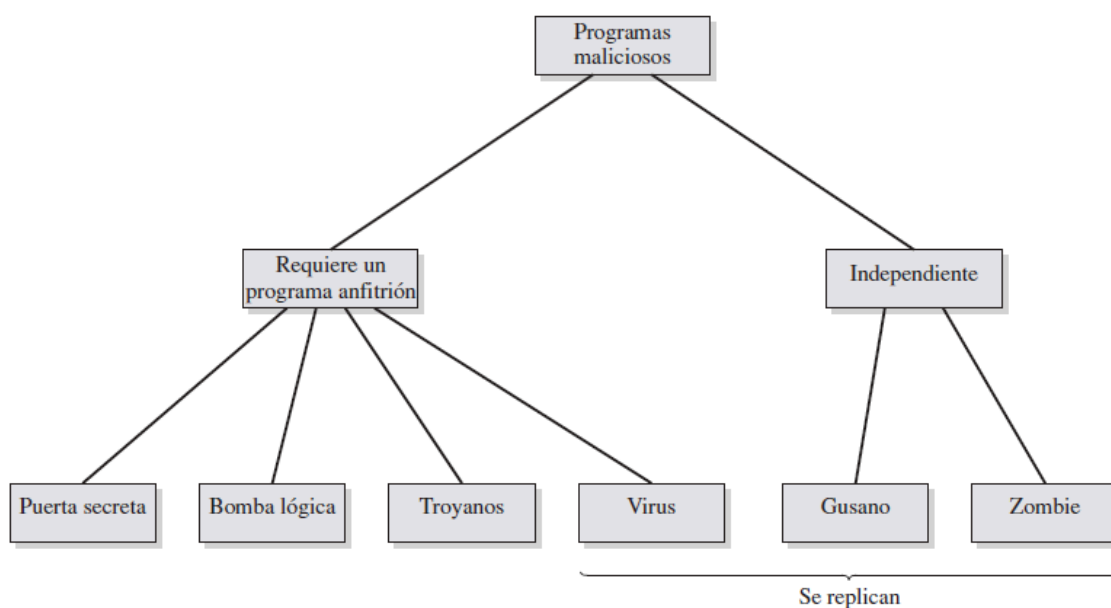 Programas
maliciosos
Requiere un
programa anfitrión
Independiente
Puerta secreta
Bomba lógica
Troyanos
Virus
Gusano
Zombie
Se replican